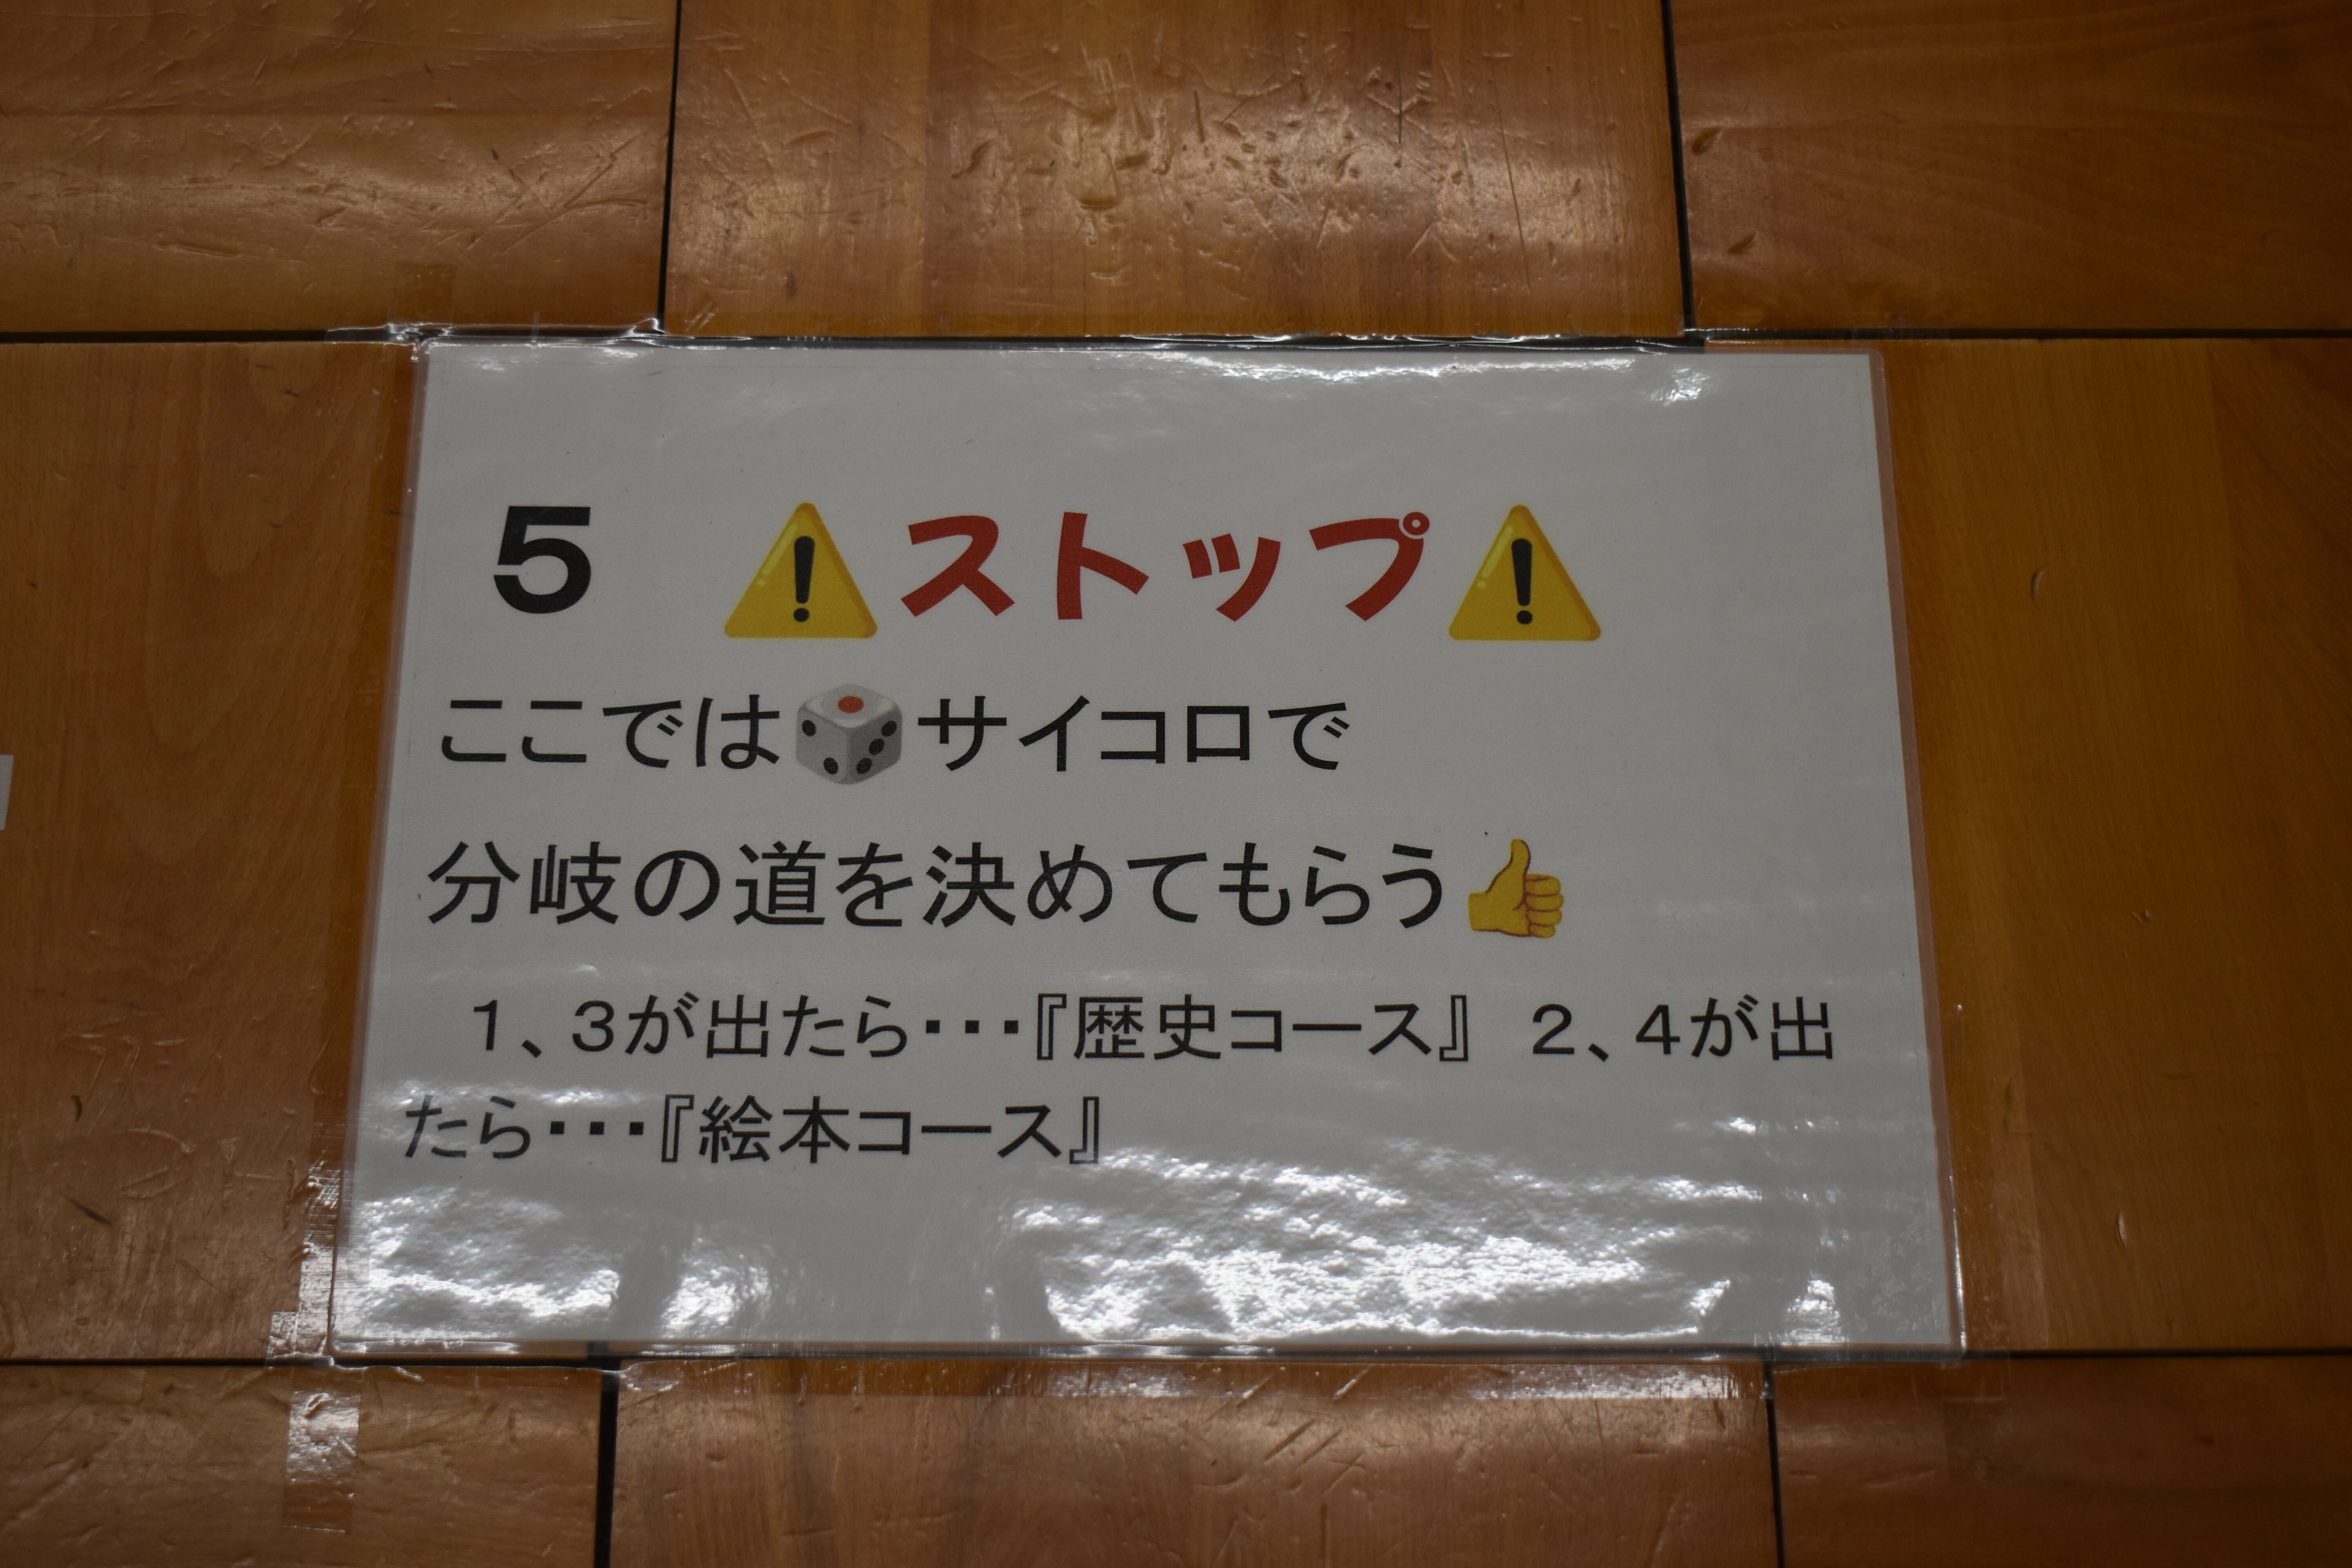 ５　⚠️ストップ⚠️
ここでは🎲サイコロで
分岐の道を決めてもらう👍
１、３が出たら・・・『歴史コース』　２、４が出
たら・・・『絵本コース』